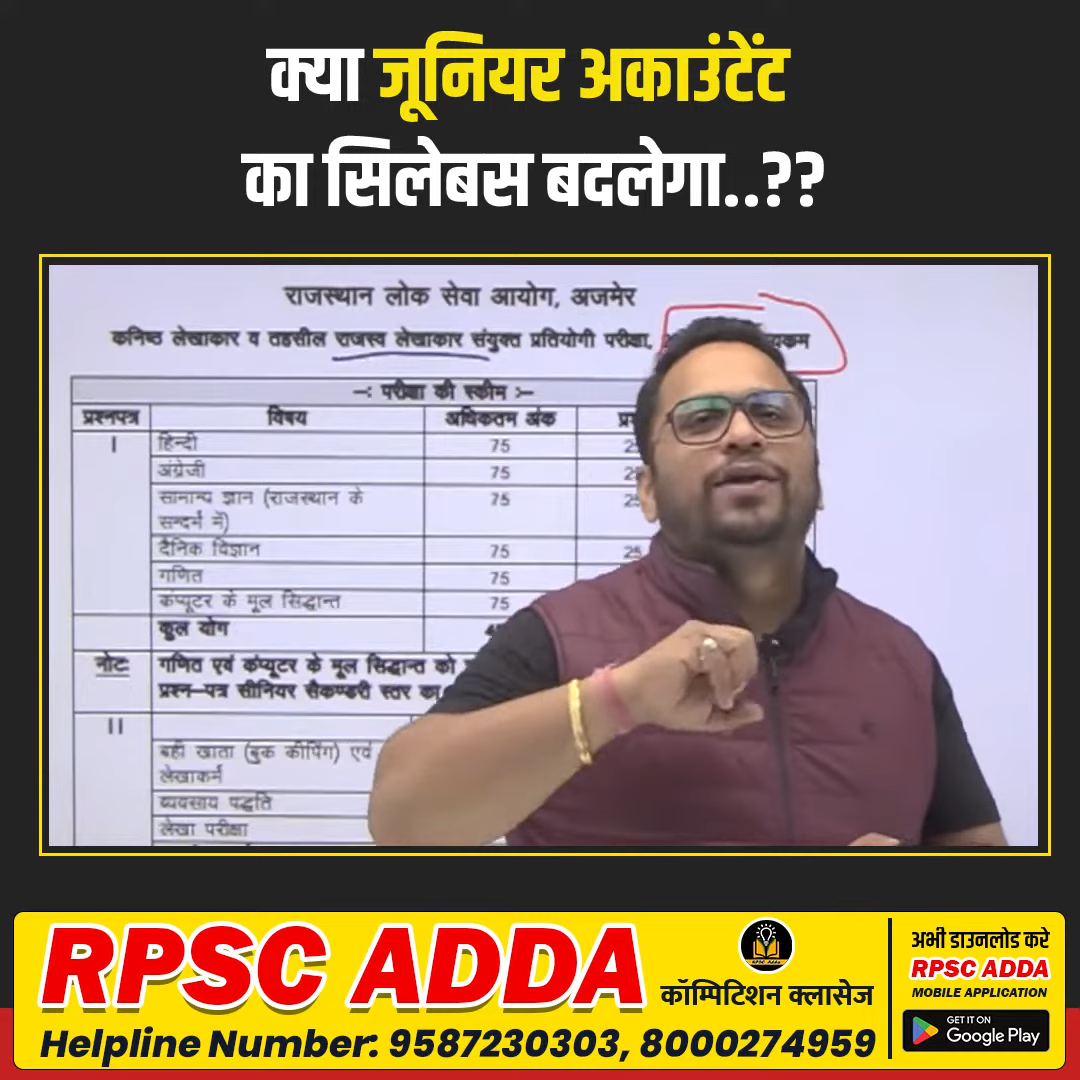 क्या जूनियर अकाउंटेंट
का सिलेबस बदलेगा..??
राजस्थान लोक सेवा आयोग, अजमेर
कनिष्ठ लेखाकार व तहसील राजस्व लेखाकार संयुक्त प्रतियोगी परीक्षा,
-: परीक्षा की स्कीम :-
प्रश्नपत्र विषय अधिकतम अंक
I हिन्दी 75
अंग्रेजी 75
सामान्य ज्ञान (राजस्थान के 75
सन्दर्भ में)
दैनिक विज्ञान 75 25
गणित 75
कंप्यूटर के मूल सिद्धान्त 75
कुल योग
नोट: गणित एवं कंप्यूटर के मूल सिद्धान्त को
प्रश्न-पत्र सीनियर सैकण्डरी स्तर का
II
बही खाता (बुक कीपिंग) एवं
लेखाकर्म
व्यवसाय पद्धति
लेखा परीक्षा
RPSC ADDA
RPSC Adda
कॉम्पिटिशन क्लासेज
Helpline Number: 9587230303, 8000274959
अभी डाउनलोड करे
RPSC ADDA
MOBILE APPLICATION
GET IT ON
Google Play